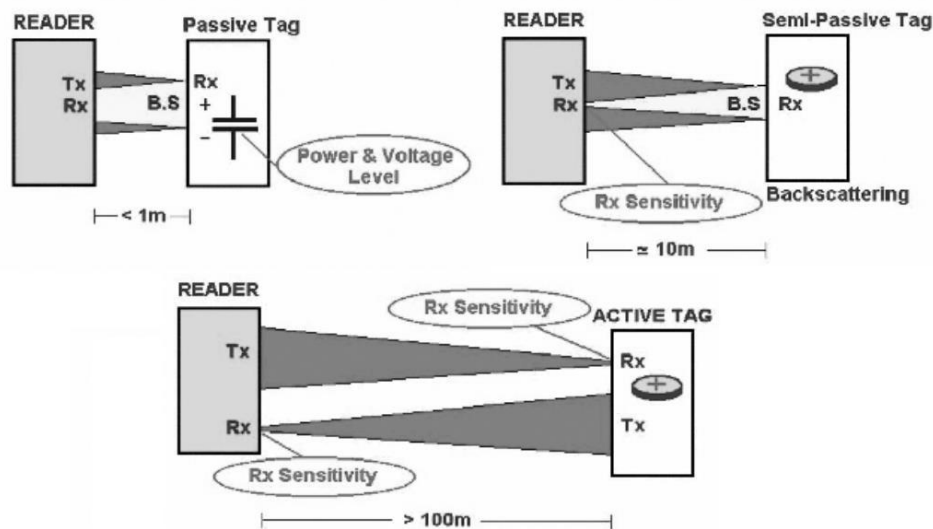 READER
Passive Tag
Tx
Rx
Rx
B.S
+
−
Power & Voltage
Level
< 1m
READER
Semi-Passive Tag
Tx
Rx
B.S
Rx
+
Rx Sensitivity
Backscattering
≃ 10m
READER
Rx Sensitivity
ACTIVE TAG
Tx
Rx
+
Rx
Tx
Rx Sensitivity
> 100m